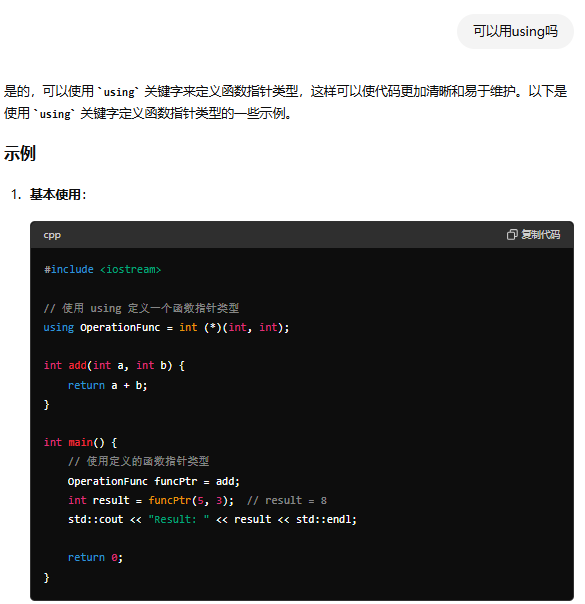 可以用using吗
是的，可以使用 `using` 关键字来定义函数指针类型，这样可以使代码更加清晰和易于维护。以下是
使用 `using` 关键字定义函数指针类型的一些示例。
示例
1. 基本使用：
cpp
复制代码
#include <iostream>
// 使用 using 定义一个函数指针类型
using OperationFunc = int (*)(int, int);
int add(int a, int b) {
    return a + b;
}
int main() {
    // 使用定义的函数指针类型
    OperationFunc funcPtr = add;
    int result = funcPtr(5, 3);  // result = 8
    std::cout << "Result: " << result << std::endl;
    return 0;
}